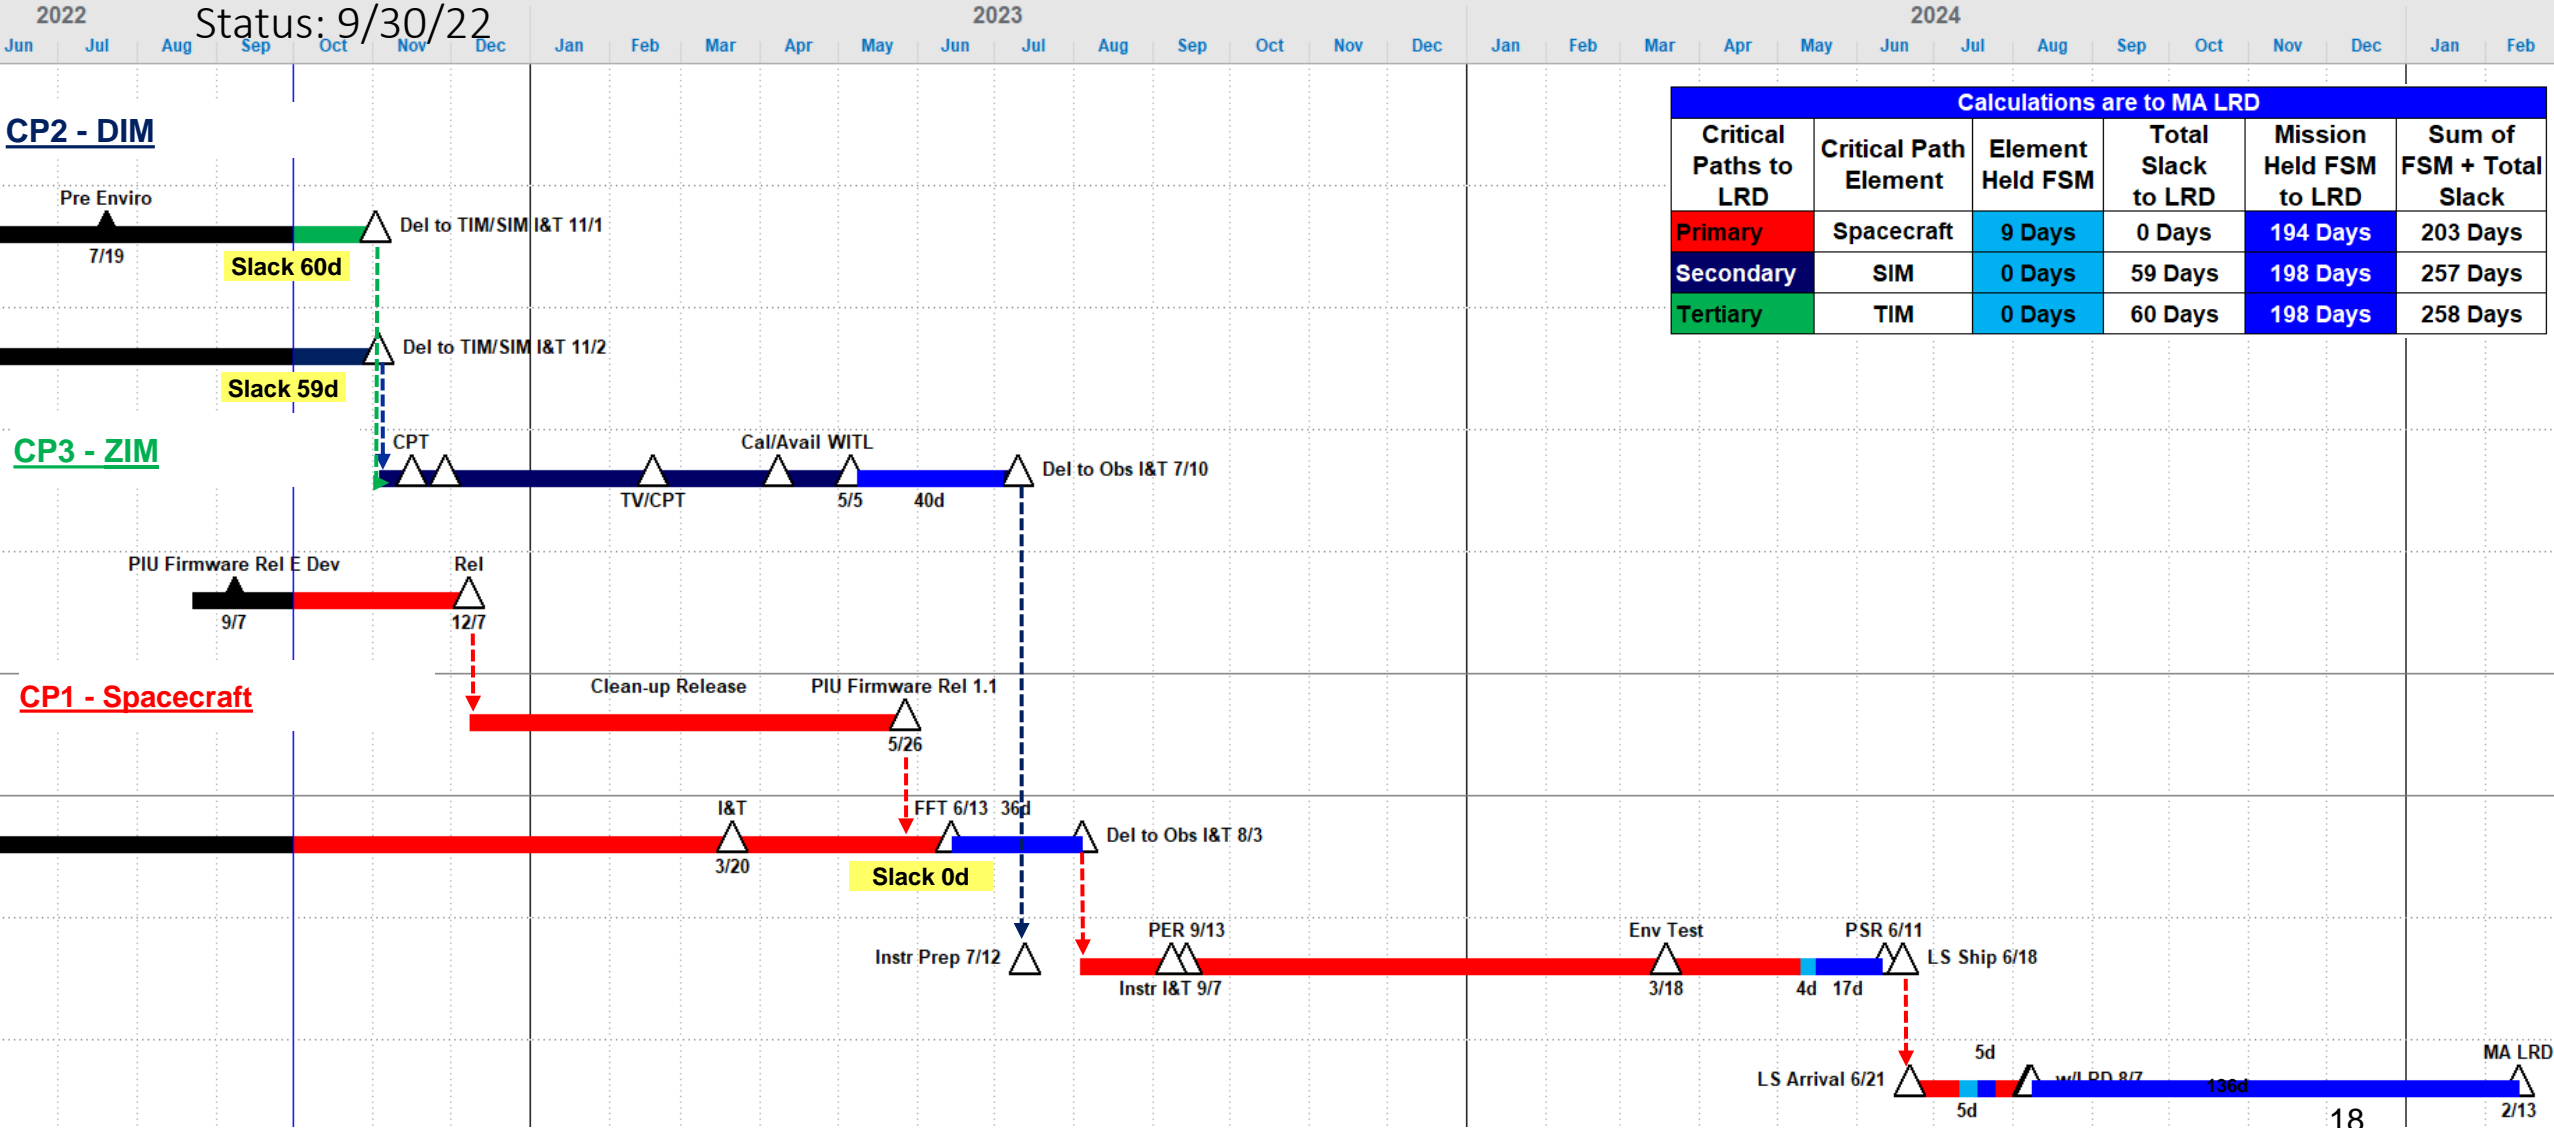 2022 2023 2024
Status: 9/30/22
Jun Jul Aug Sep Oct Nov Dec Jan Feb Mar Apr May Jun Jul Aug Sep Oct Nov Dec Jan Feb Mar Apr May Jun Jul Aug Sep Oct Nov Dec Jan Feb
Calculations are to MA LRD
Critical Paths to LRD Critical Path Element Element Held FSM Total Slack to LRD Mission Held FSM to LRD Sum of FSM + Total Slack
Primary Spacecraft 9 Days 0 Days 194 Days 203 Days
Secondary SIM 0 Days 59 Days 198 Days 257 Days
Tertiary TIM 0 Days 60 Days 198 Days 258 Days
CP2 - DIM
Pre Enviro
Del to TIM/SIM I&T 11/1
7/19
Slack 60d
Del to TIM/SIM I&T 11/2
Slack 59d
CP3 - ZIM
CPT Cal/Avail WITL
Del to Obs I&T 7/10
TV/CPT 5/5 40d
PIU Firmware Rel E Dev Rel
9/7 12/7
CP1 - Spacecraft
Clean-up Release PIU Firmware Rel 1.1
5/26
I&T FFT 6/13 36d
Del to Obs I&T 8/3
3/20
Slack 0d
PER 9/13 Env Test PSR 6/11
Instr Prep 7/12 LS Ship 6/18
Instr I&T 9/7 3/18 4d 17d
5d MA LRD
LS Arrival 6/21 w/LRD 8/7 136d
5d 2/13
18